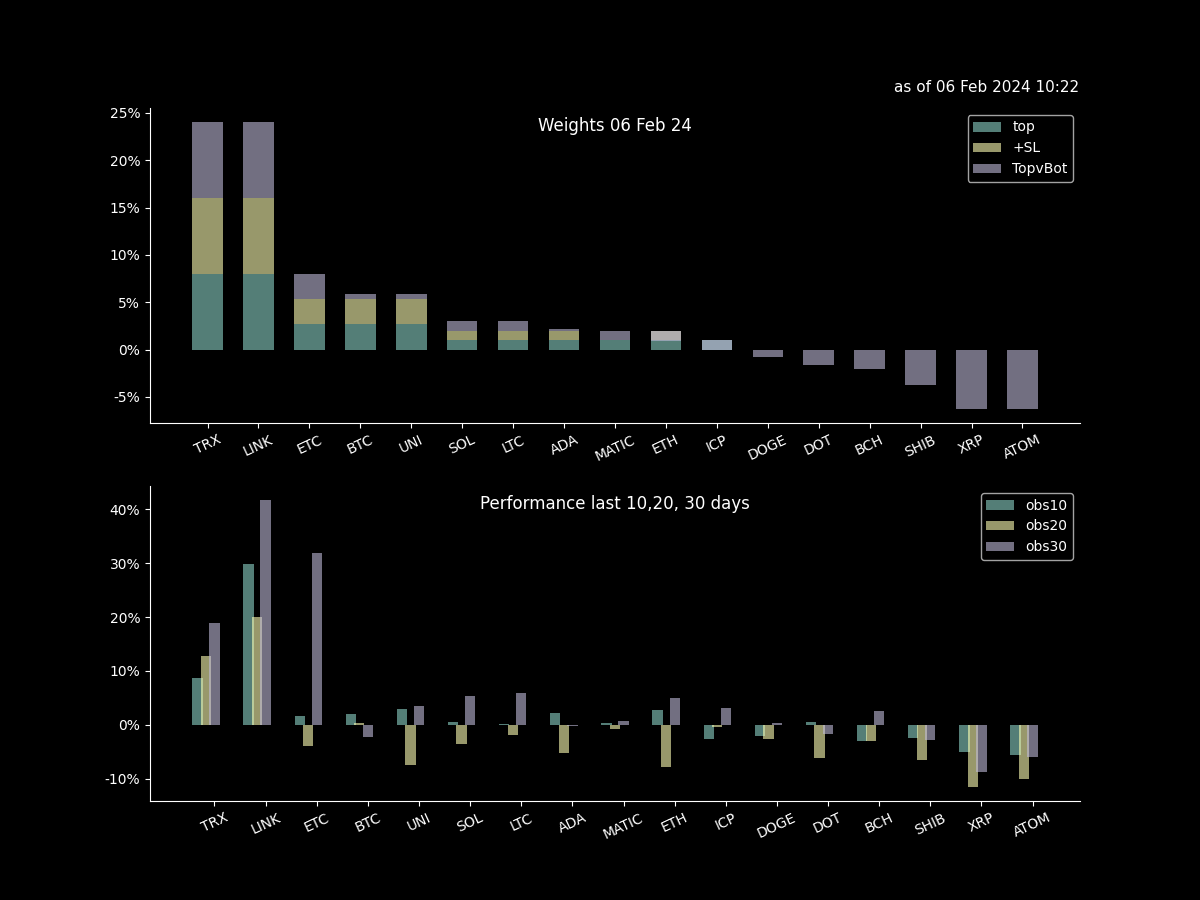 as of 06 Feb 2024 10:22
Weights 06 Feb 24
top
+SL
TopvBot
25%
20%
15%
10%
5%
0%
-5%
TRX LINK ETC BTC UNI SOL LTC ADA MATIC ETH ICP DOGE DOT BCH SHIB XRP ATOM
Performance last 10,20, 30 days
obs10
obs20
obs30
40%
30%
20%
10%
0%
-10%
TRX LINK ETC BTC UNI SOL LTC ADA MATIC ETH ICP DOGE DOT BCH SHIB XRP ATOM